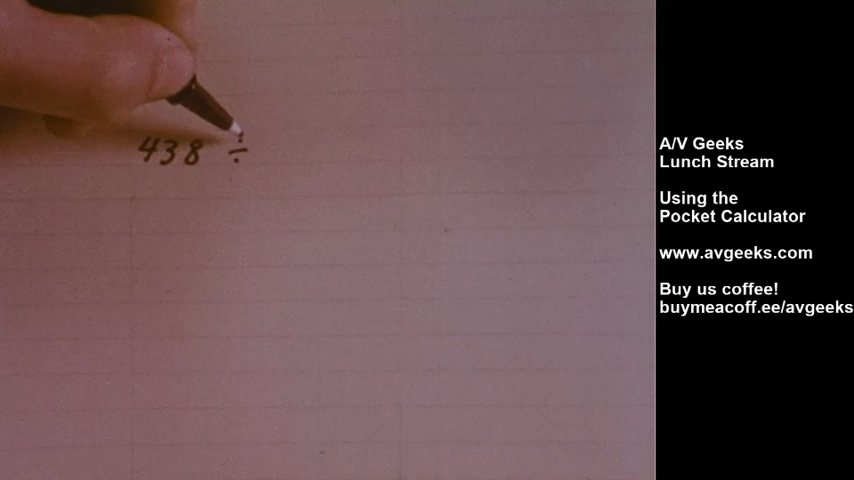 438 ÷
A/V Geeks
Lunch Stream
Using the
Pocket Calculator
www.avgeeks.com
Buy us coffee!
buymeacoff.ee/avgeeks